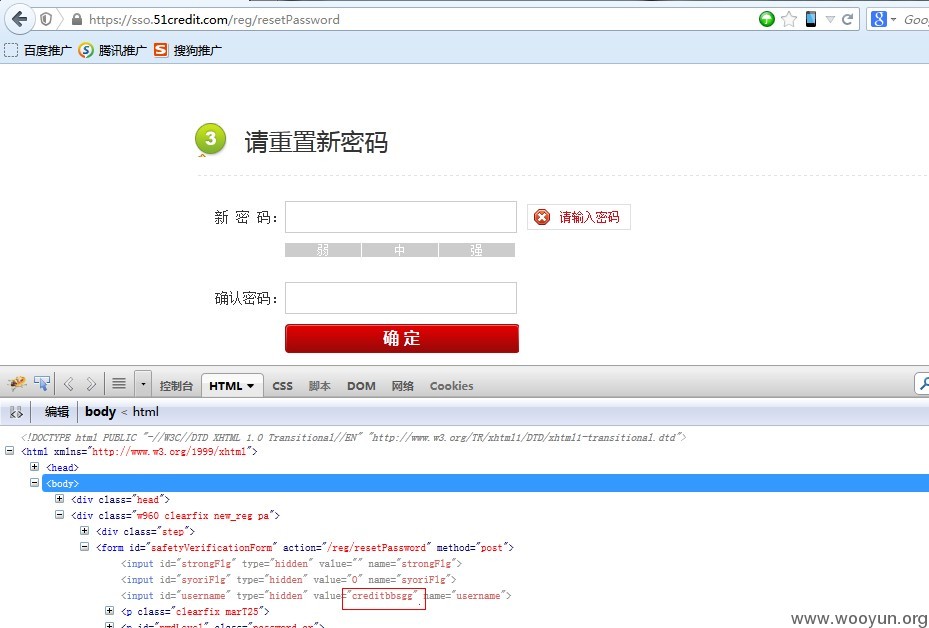 https://sso.51credit.com/reg/resetPassword
百度推广 腾讯推广 搜狗推广
3 请重置新密码
新 密 码: 请输入密码
弱 中 强
确认密码:
确 定
控制台 HTML CSS 脚本 DOM 网络 Cookies
编辑 body < html
<!DOCTYPE html PUBLIC "-//W3C//DTD XHTML 1.0 Transitional//EN" "http://www.w3.org/TR/xhtml1/DTD/xhtml1-transitional.dtd">
<html xmlns="http://www.w3.org/1999/xhtml">
<head>
<body>
<div class="head">
<div class="w960 clearfix new_reg pa">
<div class="step">
<form id="safetyVerificationForm" action="/reg/resetPassword" method="post">
<input id="strongFlg" type="hidden" value="" name="strongFlg">
<input id="syoriFlg" type="hidden" value="0" name="syoriFlg">
<input id="username" type="hidden" value="creditbbsgg" name="username">
<p class="clearfix marT25">
www.wooyun.org